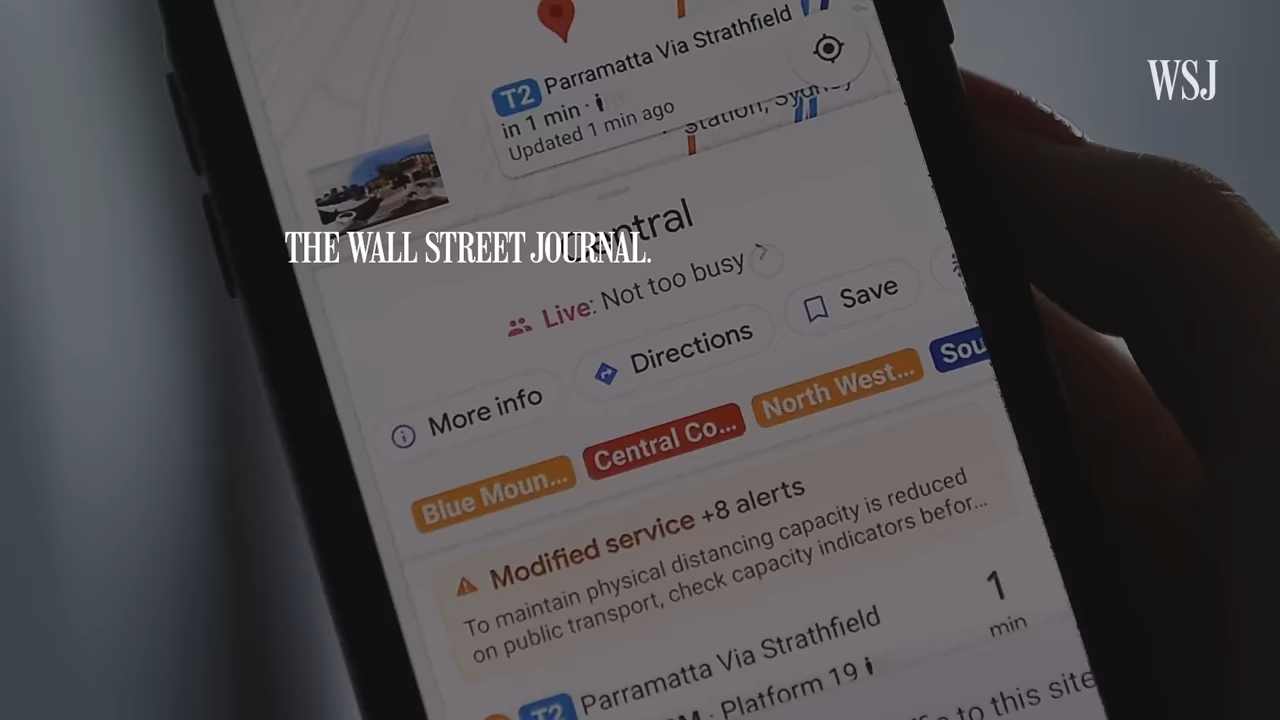 Parramatta Via Strathfield
T2
in 1 min ·
Updated 1 min ago
Station, Sydney
WSJ
Central
THE WALL STREET JOURNAL.
Live: Not too busy
Save
Directions
More info
Sou
North West...
Central Co...
Blue Moun...
Modified service +8 alerts
To maintain physical distancing capacity is reduced
on public transport, check capacity indicators befor...
1
min
Parramatta Via Strathfield
T2
· Platform 19
to this site